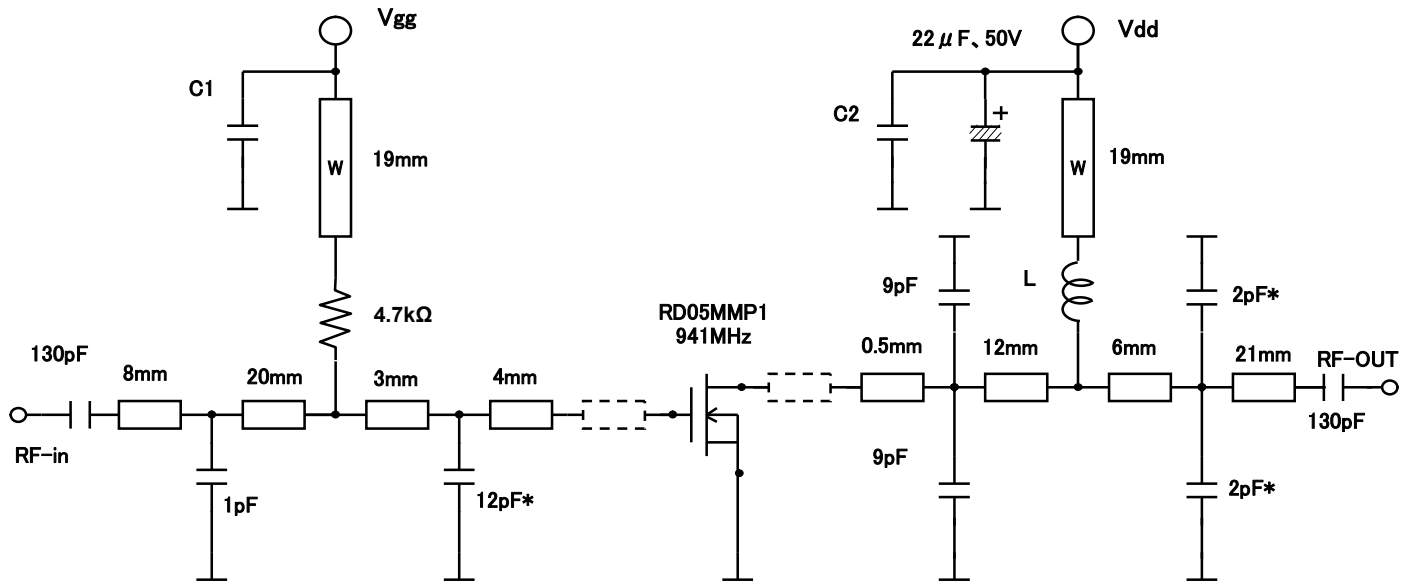 Vgg
Vdd
22μF、50V
C1
C2
+
W
19mm
W
19mm
9pF
L
2pF*
4.7kΩ
RD05MMP1
941MHz
130pF
8mm
20mm
3mm
4mm
0.5mm
12mm
6mm
21mm
RF-OUT
130pF
RF-in
1pF
12pF*
9pF
2pF*